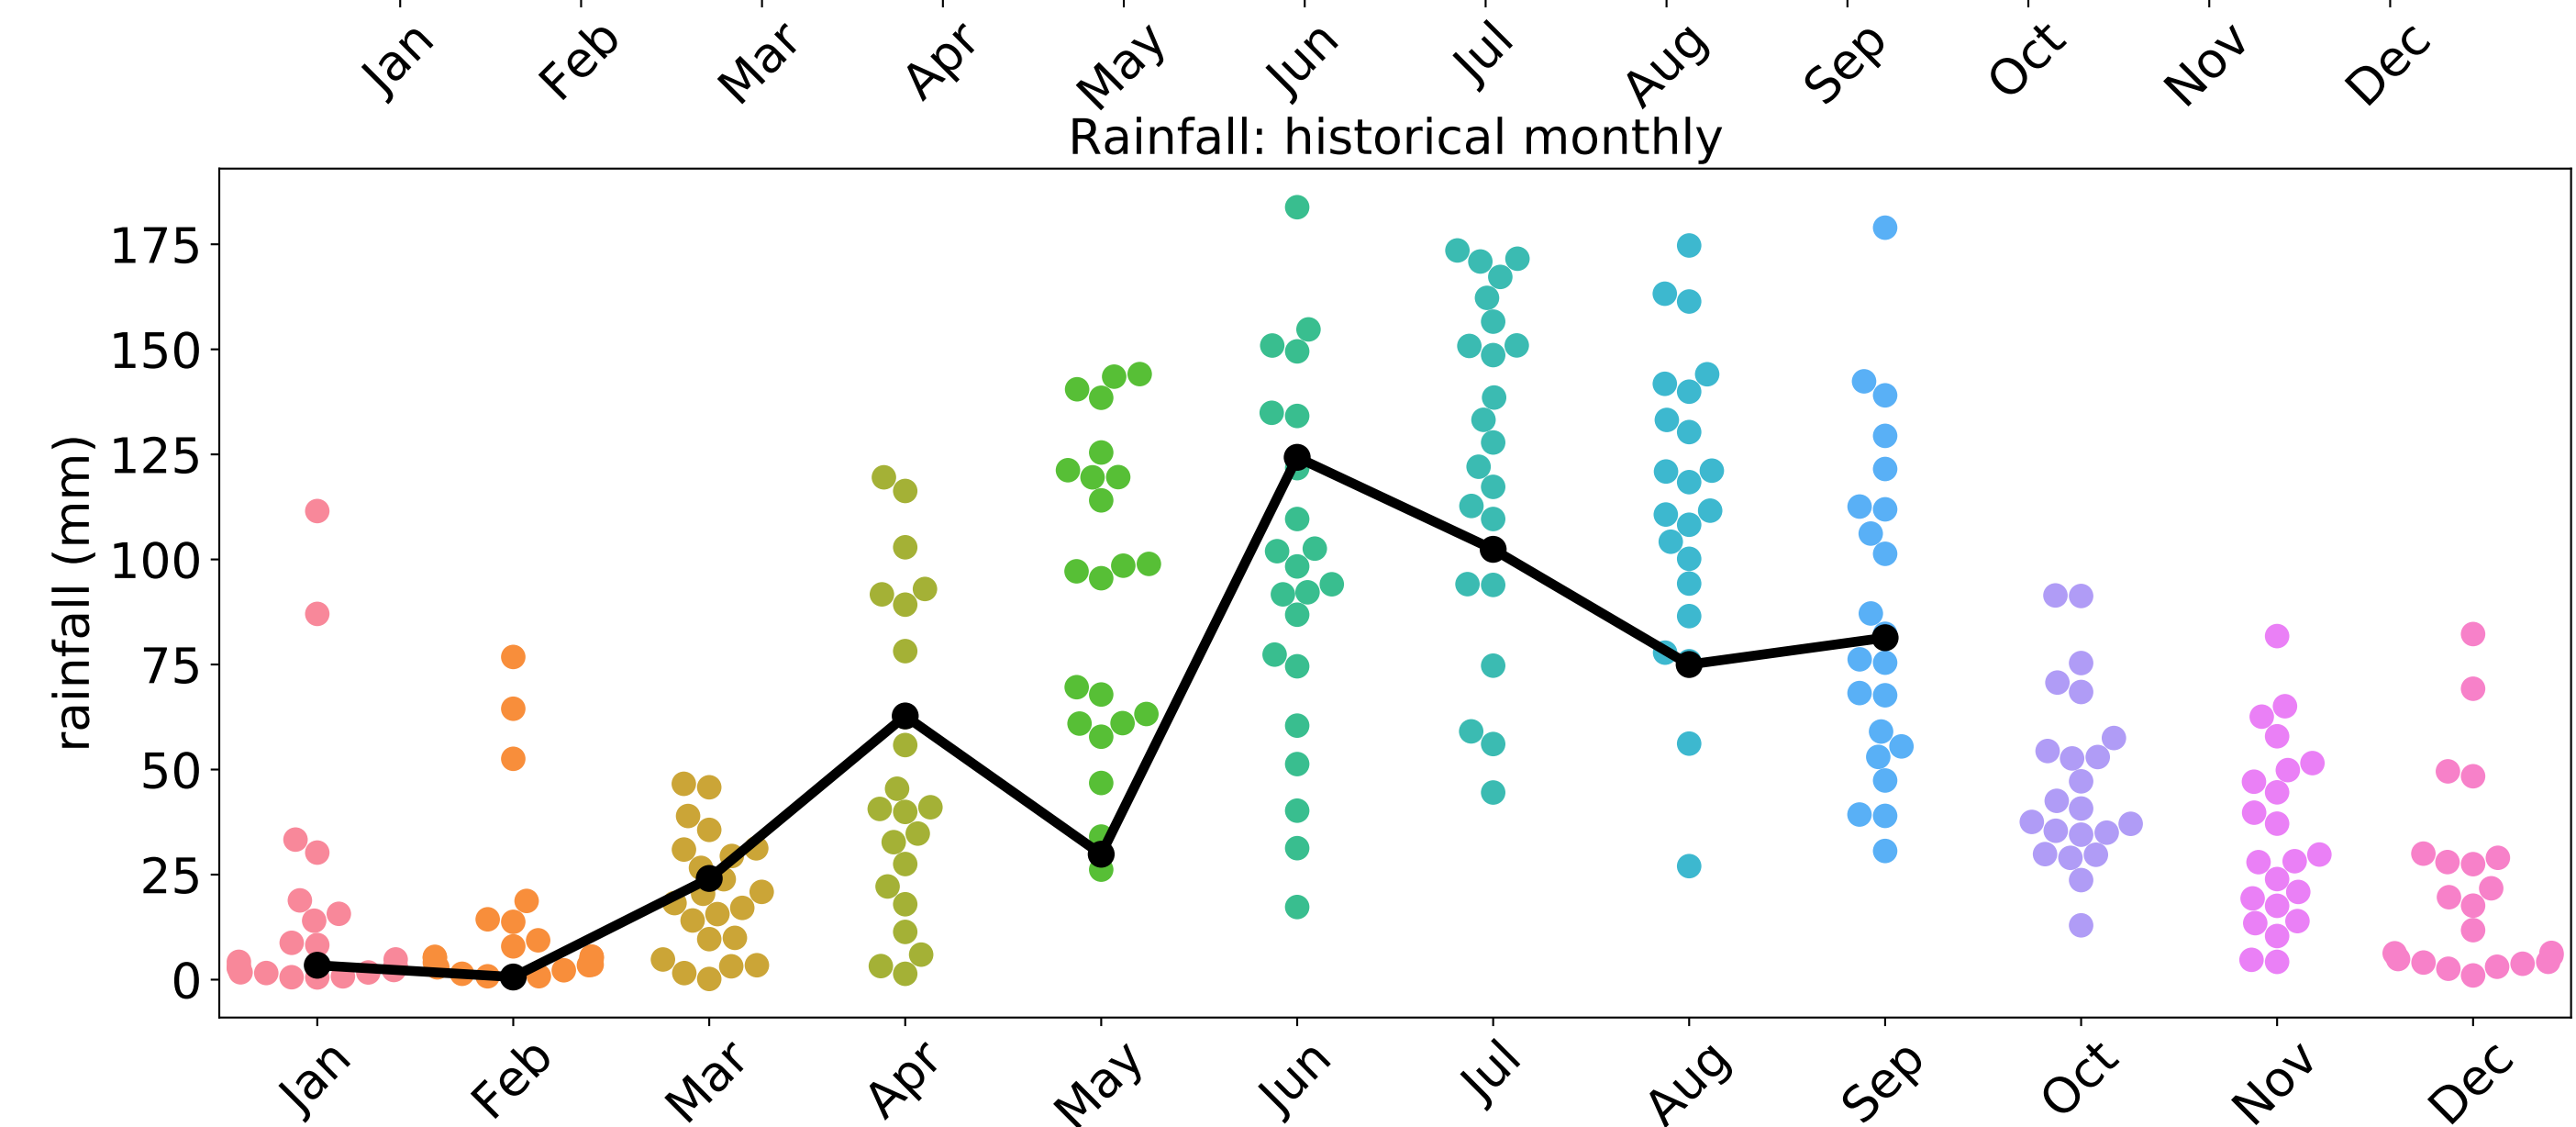 Jan Feb Mar Apr May Jun Jul Aug Sep Oct Nov Dec
Rainfall: historical monthly
175
150
125
100
75
50
25
0
rainfall (mm)
Jan Feb Mar Apr May Jun Jul Aug Sep Oct Nov Dec